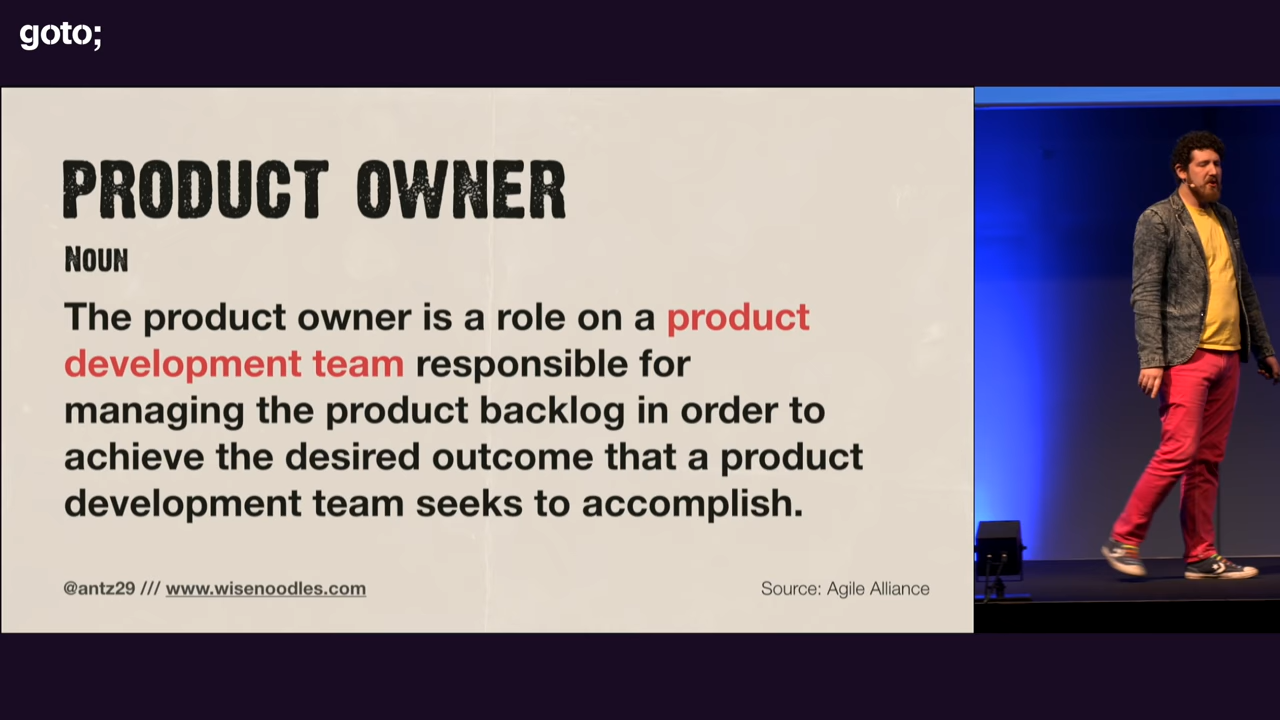 goto;
PRODUCT OWNER
NOUN
The product owner is a role on a product
development team responsible for
managing the product backlog in order to
achieve the desired outcome that a product
development team seeks to accomplish.
@antz29 /// www.wisenoodles.com
Source: Agile Alliance